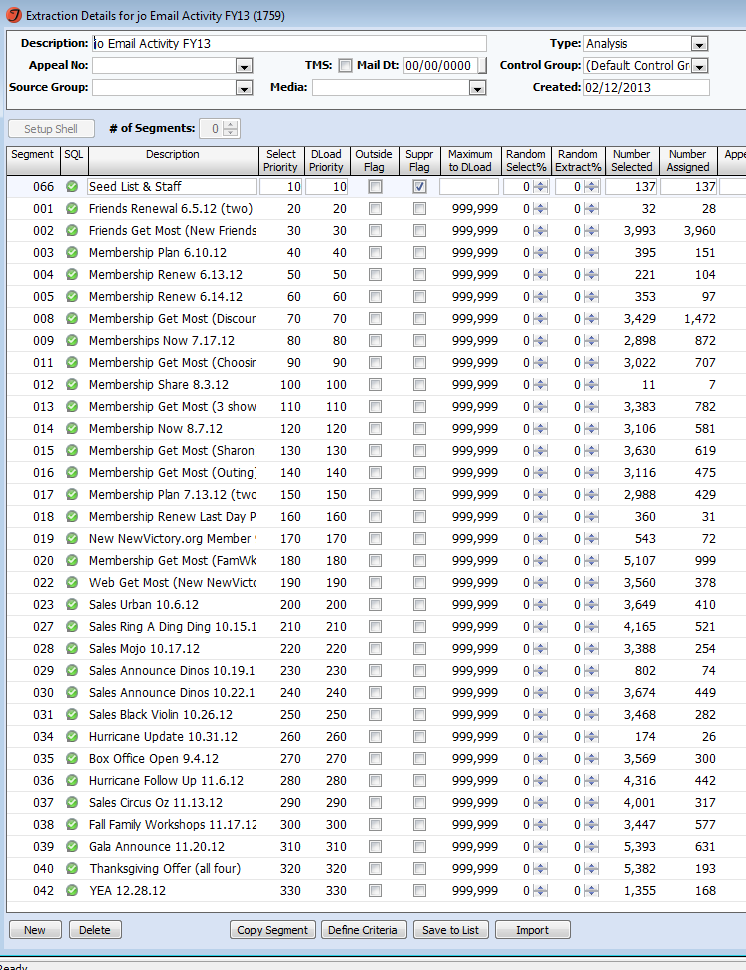 Extraction Details for jo Email Activity FY13 (1759)
Description: jo Email Activity FY13 Type: Analysis
Appeal No: TMS: Mail Dt: 00/00/0000 Control Group: (Default Control Gr
Source Group: Media: Created: 02/12/2013
Setup Shell # of Segments: 0
Segment SQL Description Select Priority DLoad Priority Outside Flag Suppr Flag Maximum to DLoad Random Select% Random Extract% Number Selected Number Assigned Appe
066 Seed List & Staff 10 10 0 0 137 137
001 Friends Renewal 6.5.12 (two) 20 20 999,999 0 0 32 28
002 Friends Get Most (New Friends 30 30 999,999 0 0 3,993 3,960
003 Membership Plan 6.10.12 40 40 999,999 0 0 395 151
004 Membership Renew 6.13.12 50 50 999,999 0 0 221 104
005 Membership Renew 6.14.12 60 60 999,999 0 0 353 97
008 Membership Get Most (Discour 70 70 999,999 0 0 3,429 1,472
009 Memberships Now 7.17.12 80 80 999,999 0 0 2,898 872
011 Membership Get Most (Choosin 90 90 999,999 0 0 3,022 707
012 Membership Share 8.3.12 100 100 999,999 0 0 11 7
013 Membership Get Most (3 show 110 110 999,999 0 0 3,383 782
014 Membership Now 8.7.12 120 120 999,999 0 0 3,106 581
015 Membership Get Most (Sharon 130 130 999,999 0 0 3,630 619
016 Membership Get Most (Outing) 140 140 999,999 0 0 3,116 475
017 Membership Plan 7.13.12 (two 150 150 999,999 0 0 2,988 429
018 Membership Renew Last Day P 160 160 999,999 0 0 360 31
019 New NewVictory.org Member 170 170 999,999 0 0 543 72
020 Membership Get Most (FamWk 180 180 999,999 0 0 5,107 999
022 Web Get Most (New NewVicto 190 190 999,999 0 0 3,560 378
023 Sales Urban 10.6.12 200 200 999,999 0 0 3,649 410
027 Sales Ring A Ding Ding 10.15.1 210 210 999,999 0 0 4,165 521
028 Sales Mojo 10.17.12 220 220 999,999 0 0 3,388 254
029 Sales Announce Dinos 10.19.1 230 230 999,999 0 0 802 74
030 Sales Announce Dinos 10.22.1 240 240 999,999 0 0 3,674 449
031 Sales Black Violin 10.26.12 250 250 999,999 0 0 3,468 282
034 Hurricane Update 10.31.12 260 260 999,999 0 0 174 26
035 Box Office Open 9.4.12 270 270 999,999 0 0 3,569 300
036 Hurricane Follow Up 11.6.12 280 280 999,999 0 0 4,316 442
037 Sales Circus Oz 11.13.12 290 290 999,999 0 0 4,001 317
038 Fall Family Workshops 11.17.12 300 300 999,999 0 0 3,447 577
039 Gala Announce 11.20.12 310 310 999,999 0 0 5,393 631
040 Thanksgiving Offer (all four) 320 320 999,999 0 0 5,382 193
042 YEA 12.28.12 330 330 999,999 0 0 1,355 168
New Delete Copy Segment Define Criteria Save to List Import
Ready